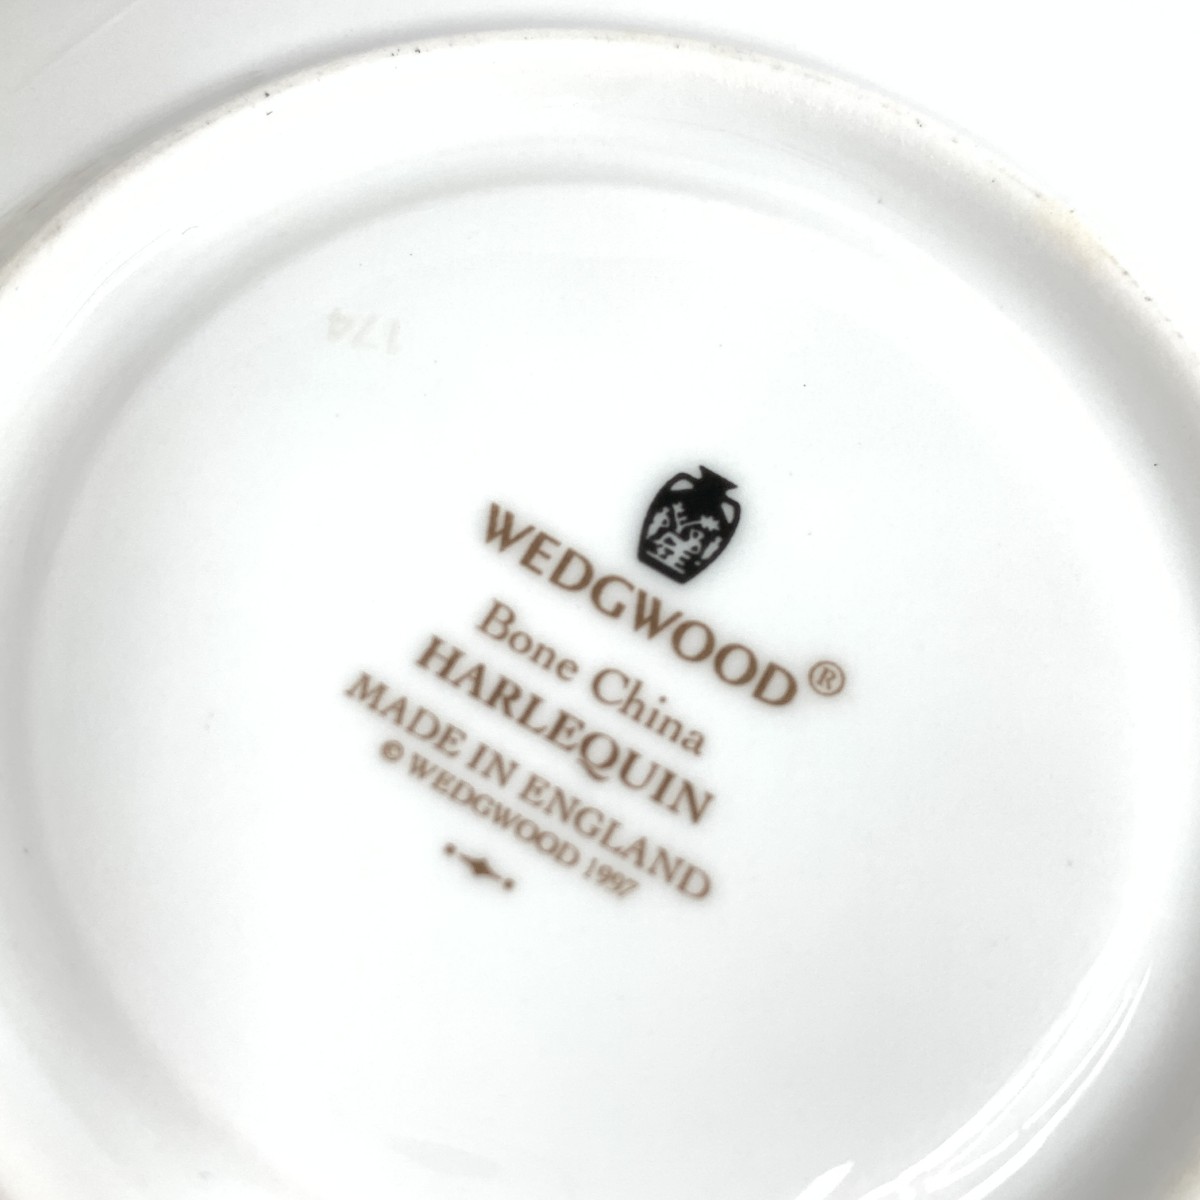 174
WEDGWOOD®
Bone China
HARLEQUIN
MADE IN ENGLAND
© WEDGWOOD 1997